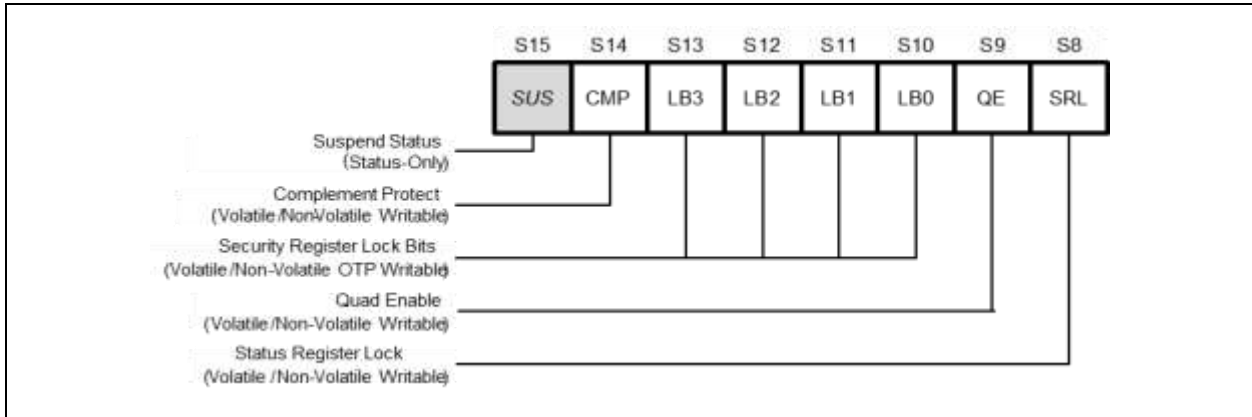 S15 S14 S13 S12 S11 S10 S9 S8
SUS CMP LB3 LB2 LB1 LB0 QE SRL
Suspend Status
(Status-Only)
Complement Protect
(Volatile/Non-Volatile Writable)
Security Register Lock Bits
(Volatile/Non-Volatile OTP Writable)
Quad Enable
(Volatile/Non-Volatile Writable)
Status Register Lock
(Volatile/Non-Volatile Writable)